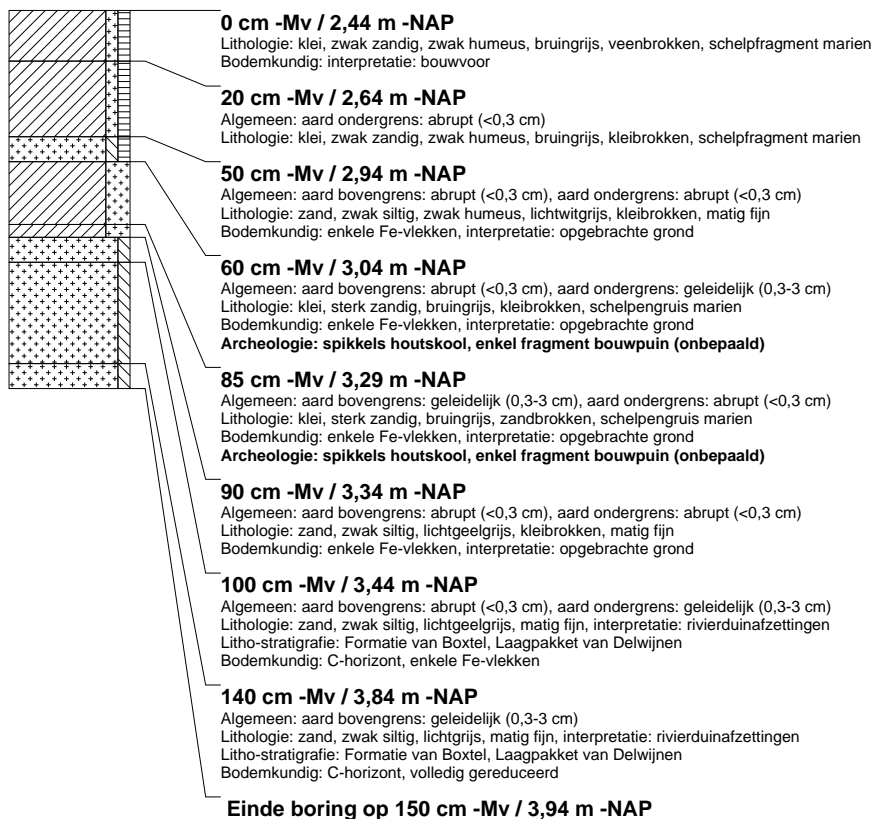 0 cm -Mv / 2,44 m -NAP
Lithologie: klei, zwak zandig, zwak humeus, bruingrijs, veenbrokken, schelpfragment marien
Bodemkundig: interpretatie: bouwvoor
20 cm -Mv / 2,64 m -NAP
Algemeen: aard ondergrens: abrupt (<0,3 cm)
Lithologie: klei, zwak zandig, zwak humeus, bruingrijs, kleibrokken, schelpfragment marien
50 cm -Mv / 2,94 m -NAP
Algemeen: aard bovengrens: abrupt (<0,3 cm), aard ondergrens: abrupt (<0,3 cm)
Lithologie: zand, zwak siltig, zwak humeus, lichtwitgrijs, kleibrokken, matig fijn
Bodemkundig: enkele Fe-vlekken, interpretatie: opgebrachte grond
60 cm -Mv / 3,04 m -NAP
Algemeen: aard bovengrens: abrupt (<0,3 cm), aard ondergrens: geleidelijk (0,3-3 cm)
Lithologie: klei, sterk zandig, bruingrijs, kleibrokken, schelpengruis marien
Bodemkundig: enkele Fe-vlekken, interpretatie: opgebrachte grond
Archeologie: spikkels houtskool, enkel fragment bouwpuin (onbepaald)
85 cm -Mv / 3,29 m -NAP
Algemeen: aard bovengrens: geleidelijk (0,3-3 cm), aard ondergrens: abrupt (<0,3 cm)
Lithologie: klei, sterk zandig, bruingrijs, zandbrokken, schelpengruis marien
Bodemkundig: enkele Fe-vlekken, interpretatie: opgebrachte grond
Archeologie: spikkels houtskool, enkel fragment bouwpuin (onbepaald)
90 cm -Mv / 3,34 m -NAP
Algemeen: aard bovengrens: abrupt (<0,3 cm), aard ondergrens: abrupt (<0,3 cm)
Lithologie: zand, zwak siltig, lichtgeelgrijs, kleibrokken, matig fijn
Bodemkundig: enkele Fe-vlekken, interpretatie: opgebrachte grond
100 cm -Mv / 3,44 m -NAP
Algemeen: aard bovengrens: abrupt (<0,3 cm), aard ondergrens: geleidelijk (0,3-3 cm)
Lithologie: zand, zwak siltig, lichtgeelgrijs, matig fijn, interpretatie: rivierduinafzettingen
Litho-stratigrafie: Formatie van Boxtel, Laagpakket van Delwijnen
Bodemkundig: C-horizont, enkele Fe-vlekken
140 cm -Mv / 3,84 m -NAP
Algemeen: aard bovengrens: geleidelijk (0,3-3 cm)
Lithologie: zand, zwak siltig, lichtgrijs, matig fijn, interpretatie: rivierduinafzettingen
Litho-stratigrafie: Formatie van Boxtel, Laagpakket van Delwijnen
Bodemkundig: C-horizont, volledig gereduceerd
Einde boring op 150 cm -Mv / 3,94 m -NAP